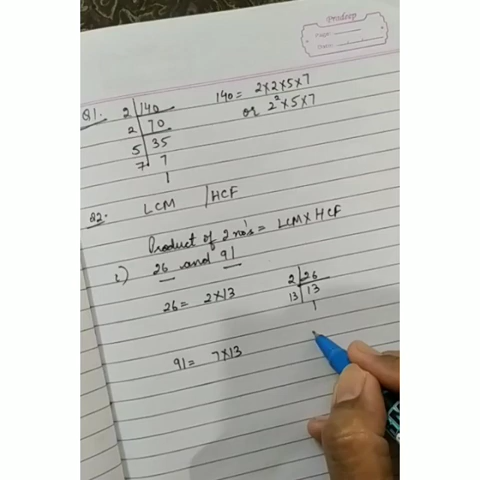 Pradeep
Page:
Date:
Q1. 2 | 140    140 = 2×2×5×7
2 | 70    or 2²×5×7
5 | 35
7 | 7
1
Q2. LCM / HCF
Product of 2 no's = LCM × HCF
i) 26 and 91
26 = 2×13    2 | 26
13 | 13
1
91 = 7×13